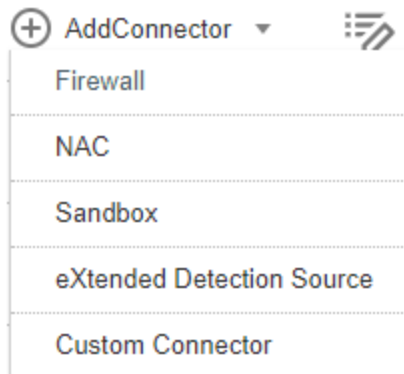 AddConnector
Firewall
NAC
Sandbox
eXtended Detection Source
Custom Connector